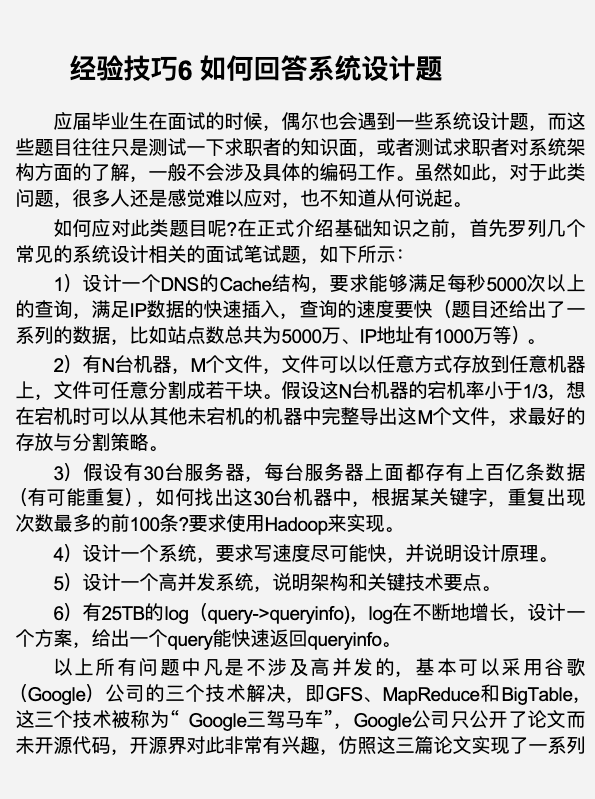 经验技巧6 如何回答系统设计题
应届毕业生在面试的时候，偶尔也会遇到一些系统设计题，而这
些题目往往只是测试一下求职者的知识面，或者测试求职者对系统架
构方面的了解，一般不会涉及具体的编码工作。虽然如此，对于此类
问题，很多人还是感觉难以应对，也不知道从何说起。
如何应对此类题目呢?在正式介绍基础知识之前，首先罗列几个
常见的系统设计相关的面试笔试题，如下所示：
1）设计一个DNS的Cache结构，要求能够满足每秒5000次以上
的查询，满足IP数据的快速插入，查询的速度要快（题目还给出了一
系列的数据，比如站点数总共为5000万、IP地址有1000万等）。
2）有N台机器，M个文件，文件可以以任意方式存放到任意机器
上，文件可任意分割成若干块。假设这N台机器的宕机率小于1/3，想
在宕机时可以从其他未宕机的机器中完整导出这M个文件，求最好的
存放与分割策略。
3）假设有30台服务器，每台服务器上面都存有上百亿条数据
（有可能重复），如何找出这30台机器中，根据某关键字，重复出现
次数最多的前100条?要求使用Hadoop来实现。
4）设计一个系统，要求写速度尽可能快，并说明设计原理。
5）设计一个高并发系统，说明架构和关键技术要点。
6）有25TB的log（query->queryinfo)，log在不断地增长，设计一
个方案，给出一个query能快速返回queryinfo。
以上所有问题中凡是不涉及高并发的，基本可以采用谷歌
（Google）公司的三个技术解决，即GFS、MapReduce和BigTable，
这三个技术被称为“ Google三驾马车”，Google公司只公开了论文而
未开源代码，开源界对此非常有兴趣，仿照这三篇论文实现了一系列